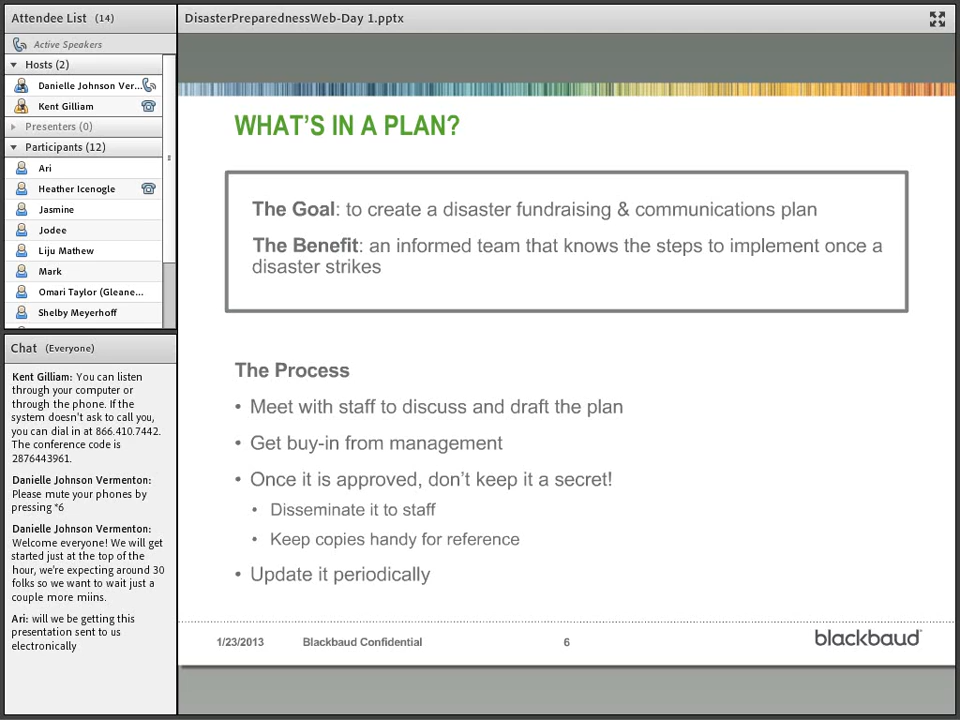 Attendee List (14)
Active Speakers
Hosts (2)
Danielle Johnson Ver...
Kent Gilliam
Presenters (0)
Participants (12)
Ari
Heather Icenogle
Jasmine
Jodee
Liju Mathew
Mark
Omari Taylor (Gleane...
Shelby Meyerhoff
Chat (Everyone)
Kent Gilliam: You can listen
through your computer or
through the phone. If the
system doesn't ask to call you,
you can dial in at 866.410.7442.
The conference code is
2876443961.
Danielle Johnson Vermenton:
Please mute your phones by
pressing *6
Danielle Johnson Vermenton:
Welcome everyone! We will get
started just at the top of the
hour, we're expecting around 30
folks so we want to wait just a
couple more miins.
Ari: will we be getting this
presentation sent to us
electronically
DisasterPreparednessWeb-Day 1.pptx
WHAT'S IN A PLAN?
The Goal: to create a disaster fundraising & communications plan
The Benefit: an informed team that knows the steps to implement once a
disaster strikes
The Process
• Meet with staff to discuss and draft the plan
• Get buy-in from management
• Once it is approved, don't keep it a secret!
• Disseminate it to staff
• Keep copies handy for reference
• Update it periodically
1/23/2013 Blackbaud Confidential 6
blackbaud